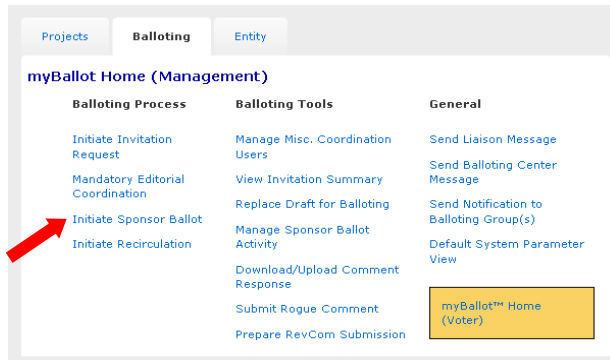 Projects
Balloting
Entity
myBallot Home (Management)
Balloting Process
Initiate Invitation
Request
Mandatory Editorial
Coordination
Initiate Sponsor Ballot
Initiate Recirculation
Balloting Tools
Manage Misc. Coordination
Users
View Invitation Summary
Replace Draft for Balloting
Manage Sponsor Ballot
Activity
Download/Upload Comment
Response
Submit Rogue Comment
Prepare RevCom Submission
General
Send Liaison Message
Send Balloting Center
Message
Send Notification to
Balloting Group(s)
Default System Parameter
View
myBallot™ Home
(Voter)